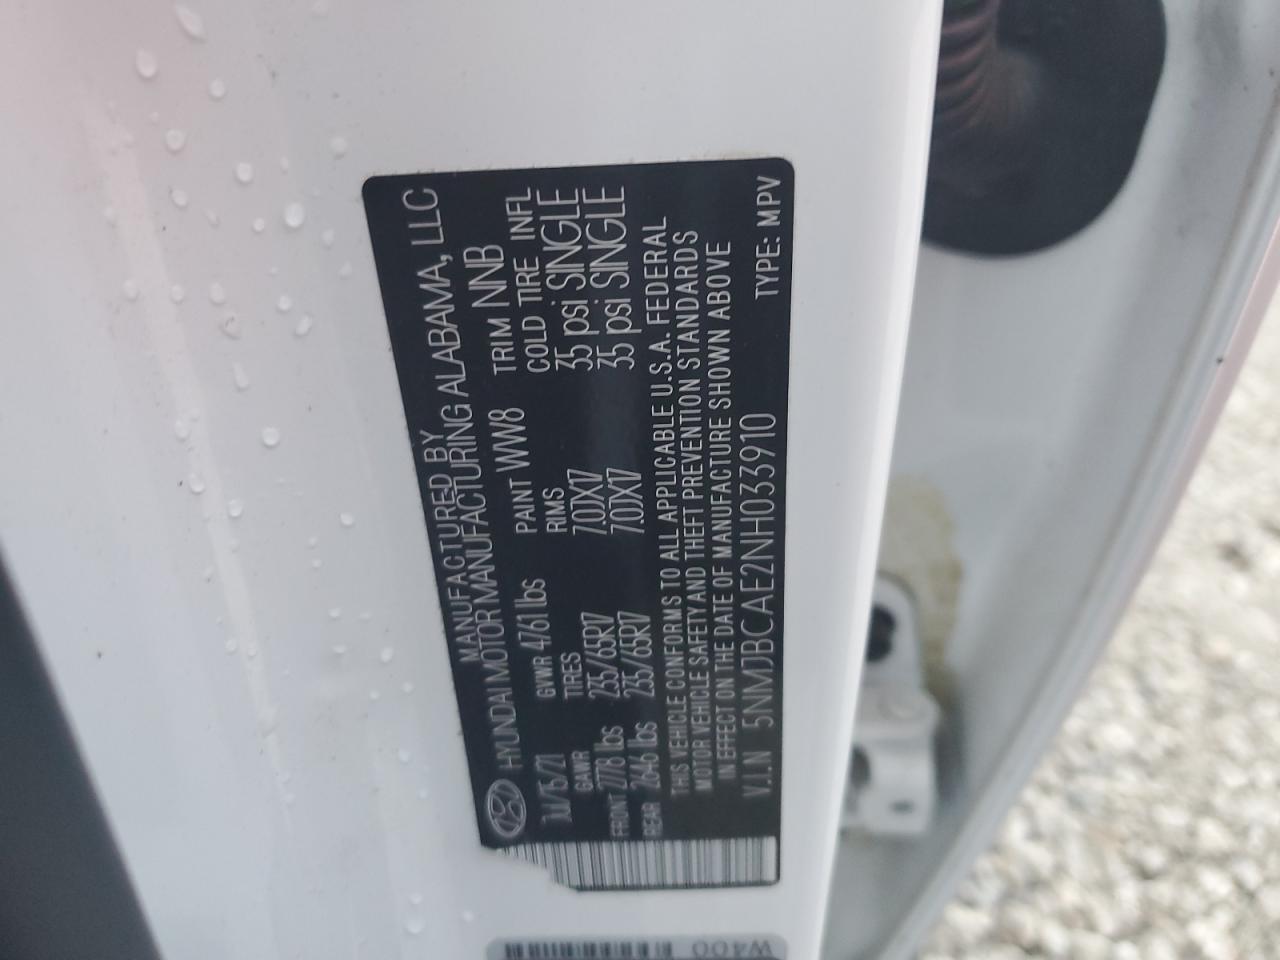 MANUFACTURED BY
HYUNDAI MOTOR MANUFACTURING ALABAMA, LLC
JUL/15/21 GVWR 4761 lbs PAINT WW8 TRIM NNB
GAWR TIRES RIMS COLD TIRE INFL
FRONT 2778 lbs 235/65R17 7.0JX17 35 psi SINGLE
REAR 2646 lbs 235/65R17 7.0JX17 35 psi SINGLE
THIS VEHICLE CONFORMS TO ALL APPLICABLE U.S.A. FEDERAL
MOTOR VEHICLE SAFETY AND THEFT PREVENTION STANDARDS
IN EFFECT ON THE DATE OF MANUFACTURE SHOWN ABOVE
V.I.N 5NMJBCAE2NH033910 TYPE: MPV
W400